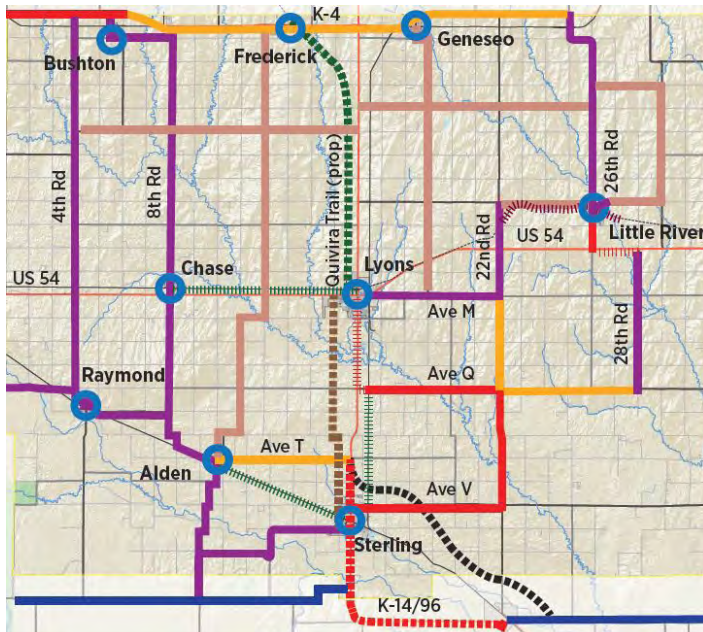 K-4
Bushton
Frederick
Geneseo
4th Rd
8th Rd
Quivira Trail (prop)
26th Rd
22nd Rd
US 54
Little River
Chase
Lyons
US 54
Ave M
28th Rd
Raymond
Ave Q
Alden
Ave T
Ave V
Sterling
K-14/96